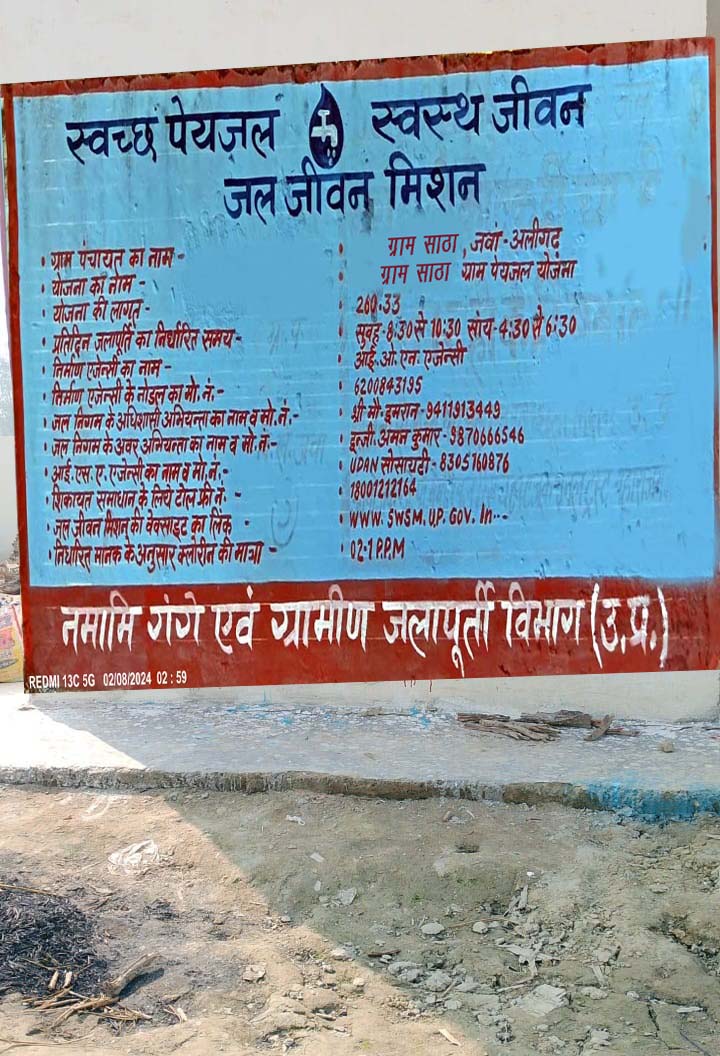 स्वच्छ पेयजल स्वस्थ जीवन
जल जीवन मिशन
• ग्राम पंचायत का नाम - • ग्राम साठा, जवां - अलीगढ़
• योजना का नाम - ग्राम साठा ग्राम पेयजल योजना
• योजना की लागत - • 260.33
• प्रतिदिन जलापूर्ति का निर्धारित समय - • सुबह - 8:30 से 10:30 सांय - 4:30 से 6:30
• निर्माण एजेन्सी का नाम - • आई. ओ. एन. एजेन्सी
• निर्माण एजेन्सी के नोडल का मो. नं. - • 6200843195
• जल निगम के अधिशासी अभियन्ता का नाम व मो. नं. - • श्री मौ. इमरान - 9411913449
• जल निगम के अवर अभियन्ता का नाम व मो. नं. - • इन्जी. अमन कुमार - 9870666546
• आई. एस. ए. एजेंसी का नाम व मो. नं. - • UDAN सोसायटी - 8305160876
• शिकायत समाधान के लिये टोल फ्री नं. - • 18001212164
• जल जीवन मिशन की वेबसाइट का लिंक - • WWW. SWSM. UP. GOV. In --
• निर्धारित मानक के अनुसार क्लोरीन की मात्रा - • 02-1 P.P.M
नमामि गंगे एवं ग्रामीण जलापूर्ती विभाग (उ.प्र.)
REDMI 13C 5G 02/08/2024 02 : 59